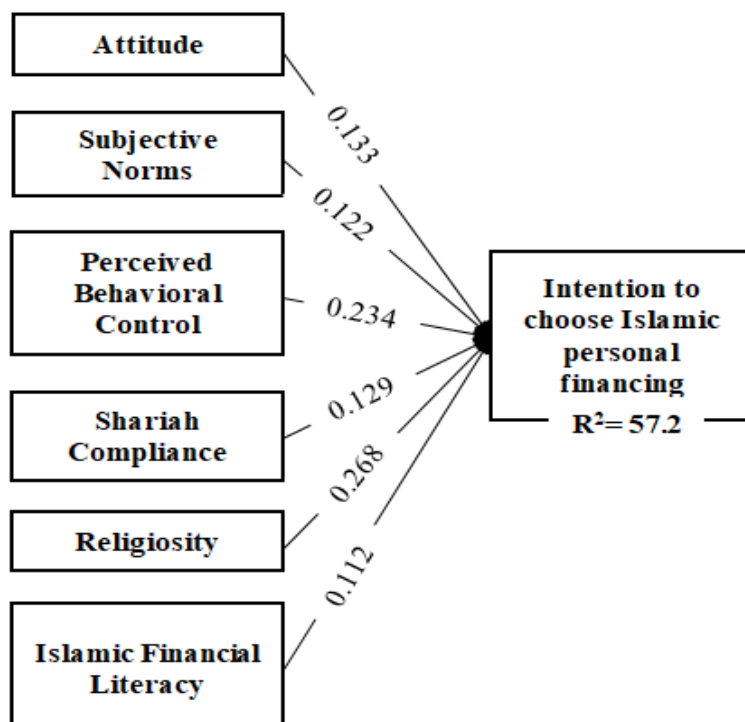 Attitude
0.133
Subjective
Norms
0.122
Perceived
Behavioral
Control
0.234
Shariah
Compliance
0.129
Religiosity
0.268
Islamic Financial
Literacy
0.112
Intention to
choose Islamic
personal
financing
R²= 57.2